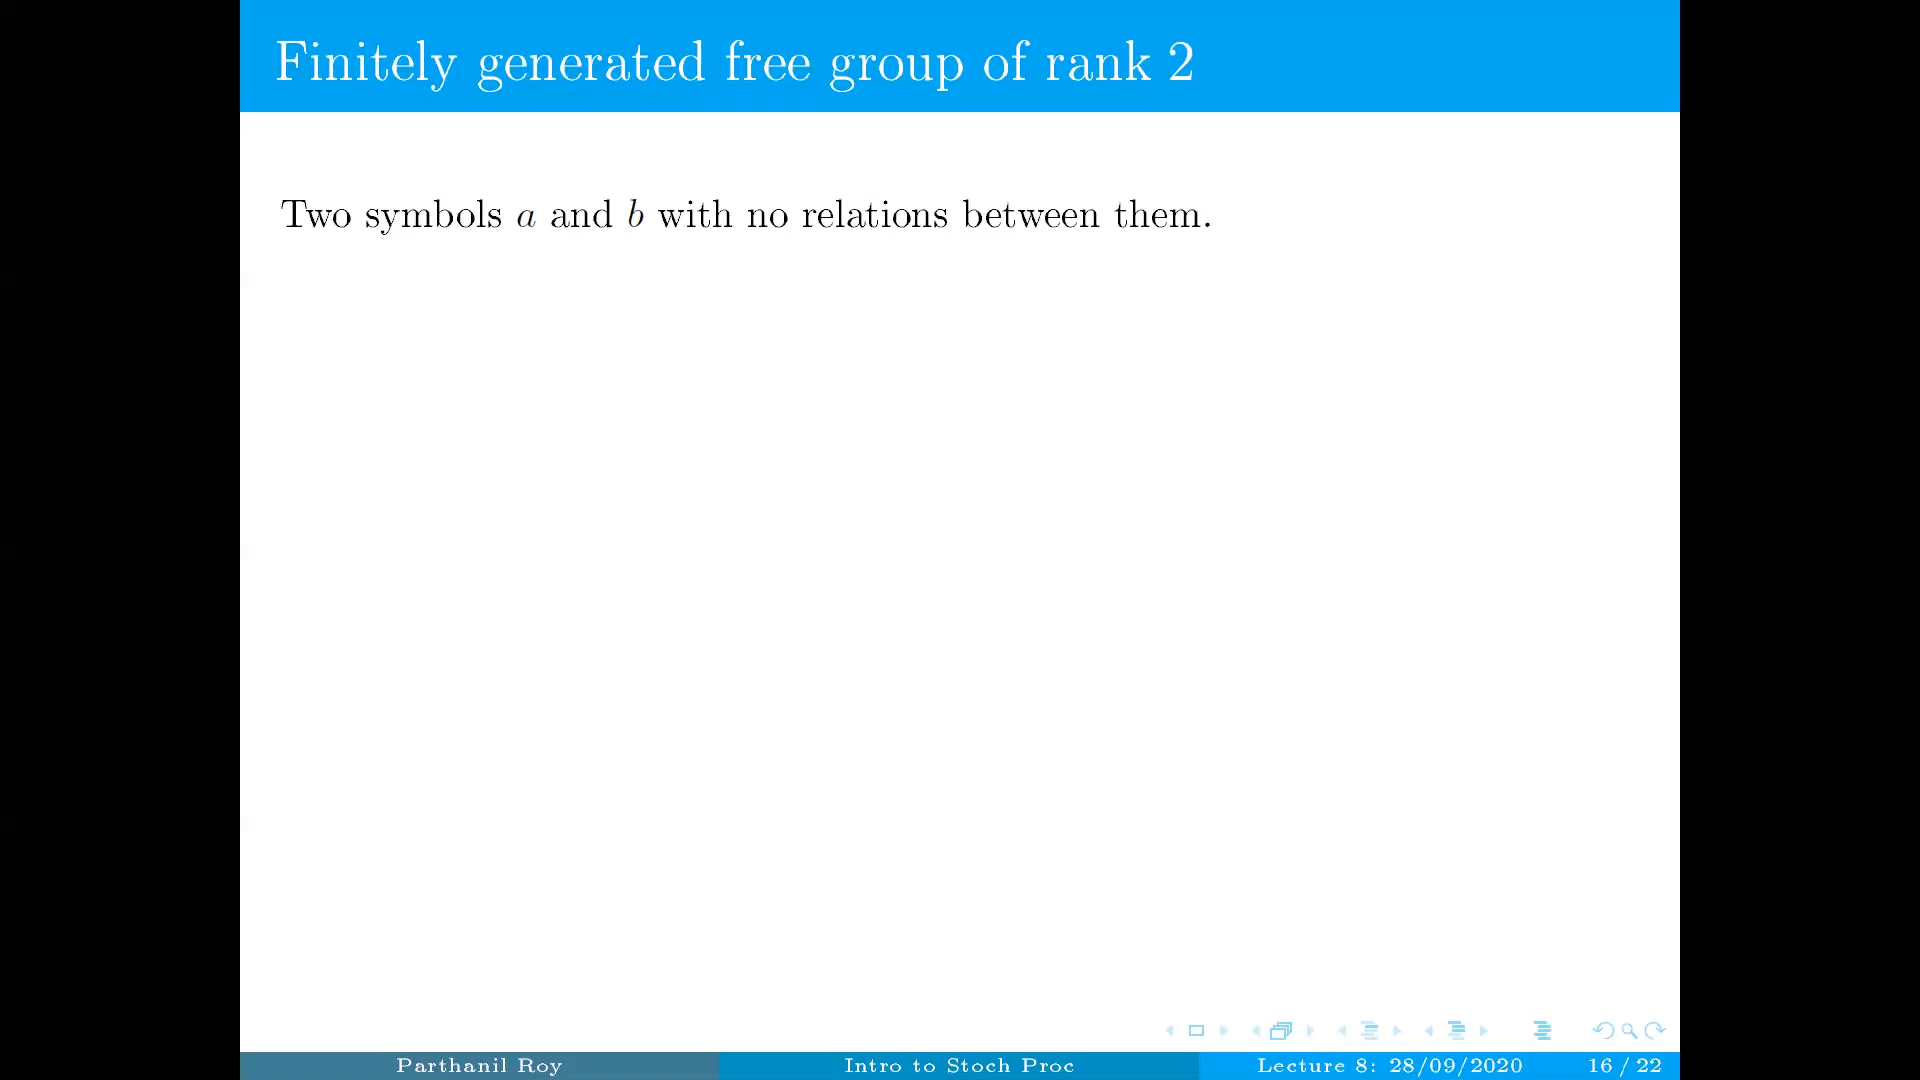 Finitely generated free group of rank 2
Two symbols a and b with no relations between them.
Parthanil Roy
Intro to Stoch Proc
Lecture 8: 28/09/2020
16 / 22